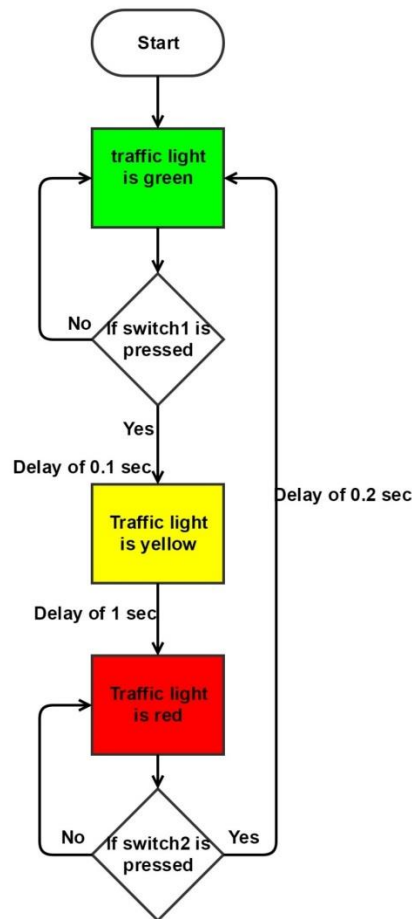 Start
traffic light
is green
No
If switch1 is
pressed
Yes
Delay of 0.1 sec
Delay of 0.2 sec
Traffic light
is yellow
Delay of 1 sec
Traffic light
is red
No
If switch2 is
pressed
Yes